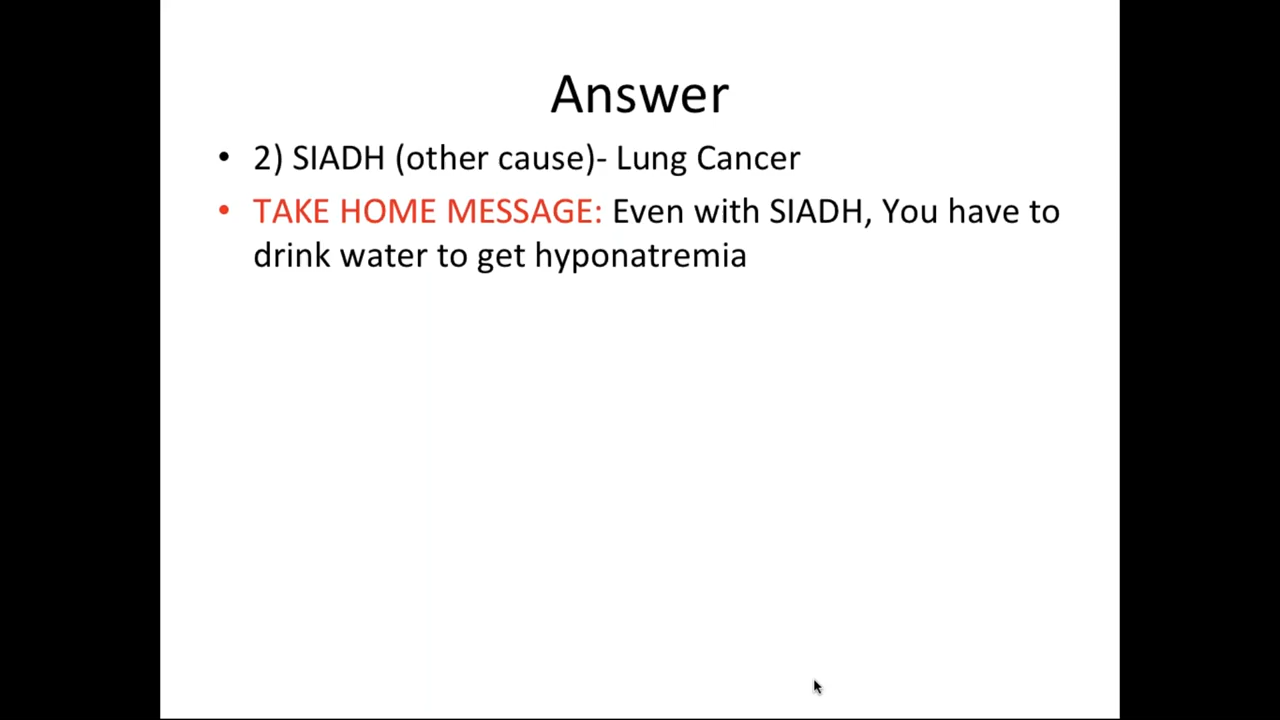 Answer
• 2) SIADH (other cause)- Lung Cancer
• TAKE HOME MESSAGE: Even with SIADH, You have to
drink water to get hyponatremia